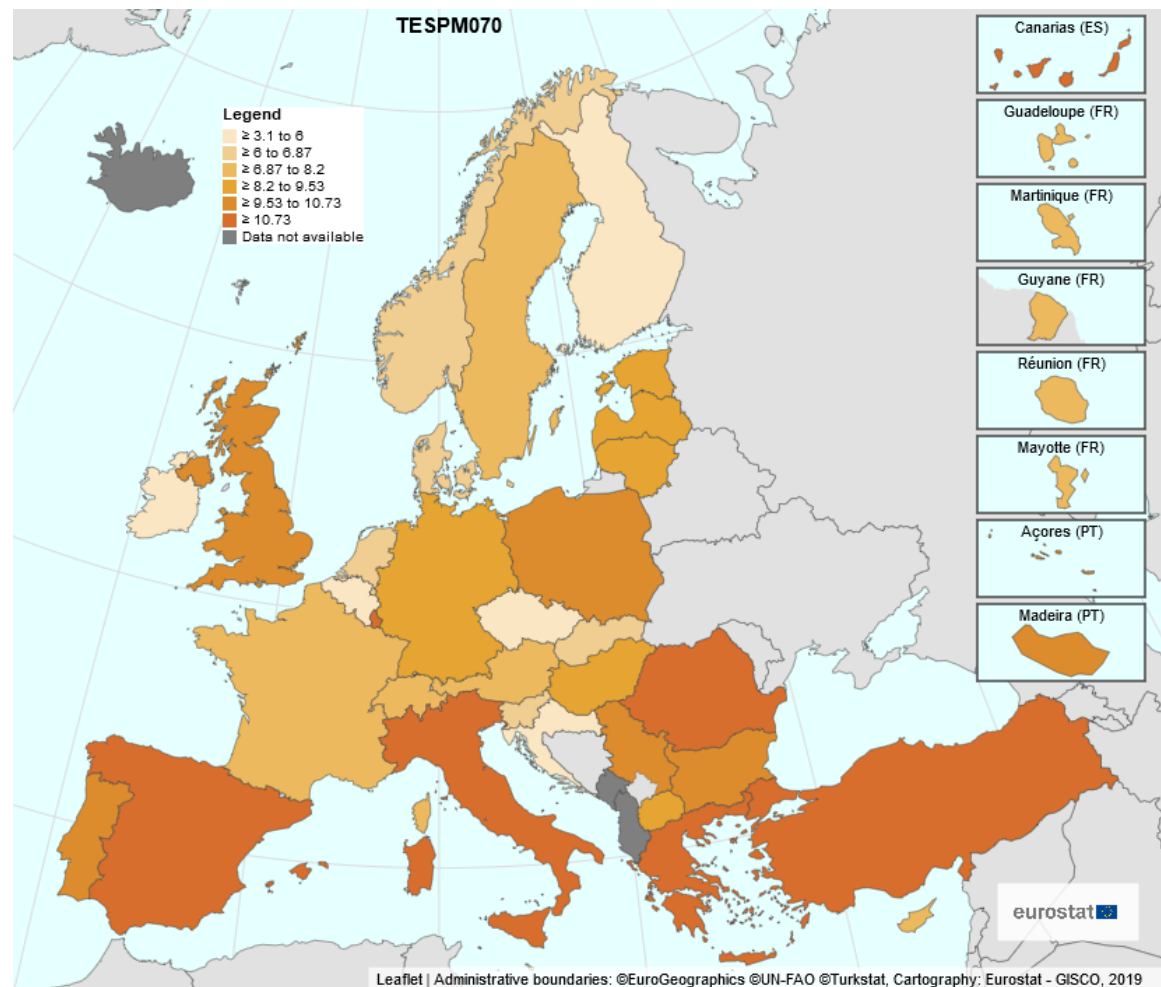 TESPM070
Legend
≥ 3.1 to 6
≥ 6 to 6.87
≥ 6.87 to 8.2
≥ 8.2 to 9.53
≥ 9.53 to 10.73
≥ 10.73
Data not available
Canarias (ES)
Guadeloupe (FR)
Martinique (FR)
Guyane (FR)
Réunion (FR)
Mayotte (FR)
Açores (PT)
Madeira (PT)
eurostat
Leaflet | Administrative boundaries: ©EuroGeographics ©UN-FAO ©Turkstat, Cartography: Eurostat - GISCO, 2019